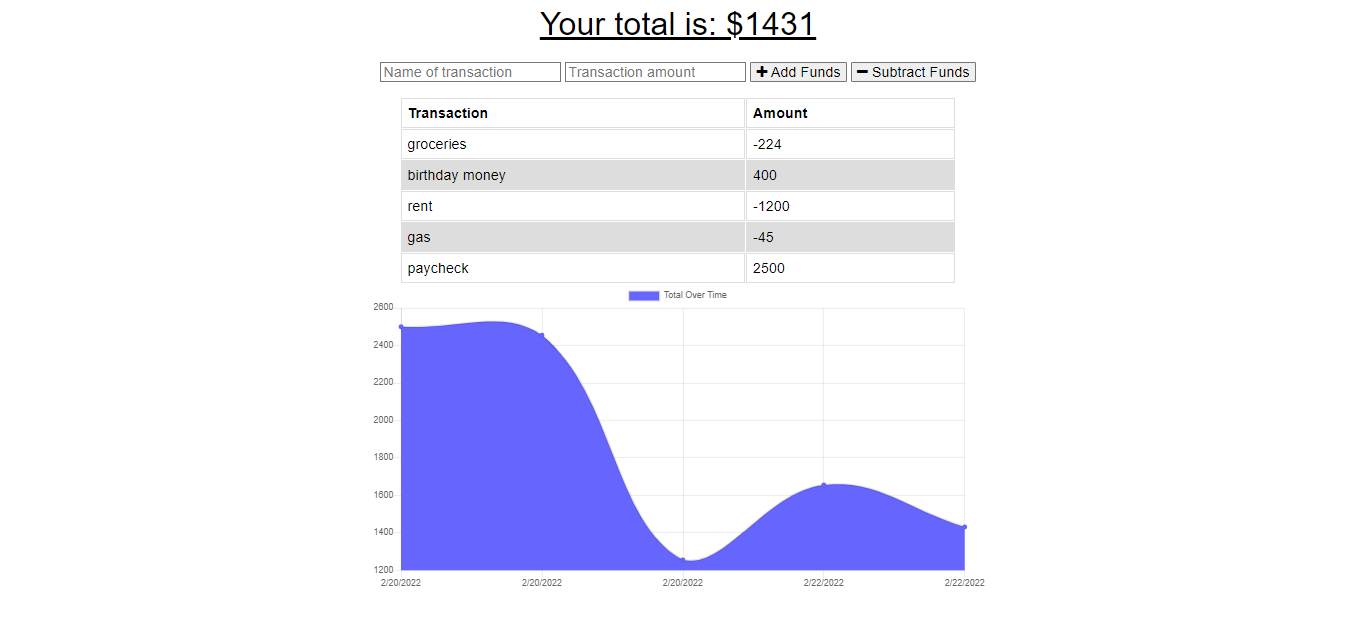 Your total is: $1431
Name of transaction Transaction amount + Add Funds − Subtract Funds
Transaction Amount
groceries -224
birthday money 400
rent -1200
gas -45
paycheck 2500
Total Over Time
2600
2400
2200
2000
1800
1600
1400
1200
2/20/2022 2/20/2022 2/20/2022 2/22/2022 2/22/2022